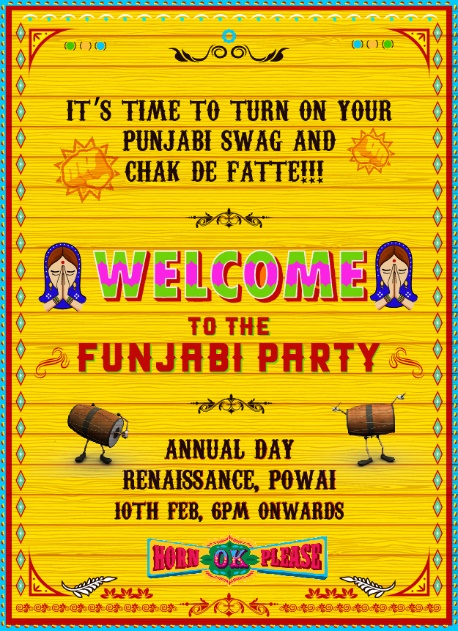 IT'S TIME TO TURN ON YOUR
PUNJABI SWAG AND
CHAK DE FATTE!!!
WELCOME
TO THE
FUNJABI PARTY
ANNUAL DAY
RENAISSANCE, POWAI
10TH FEB, 6PM ONWARDS
HORN OK PLEASE